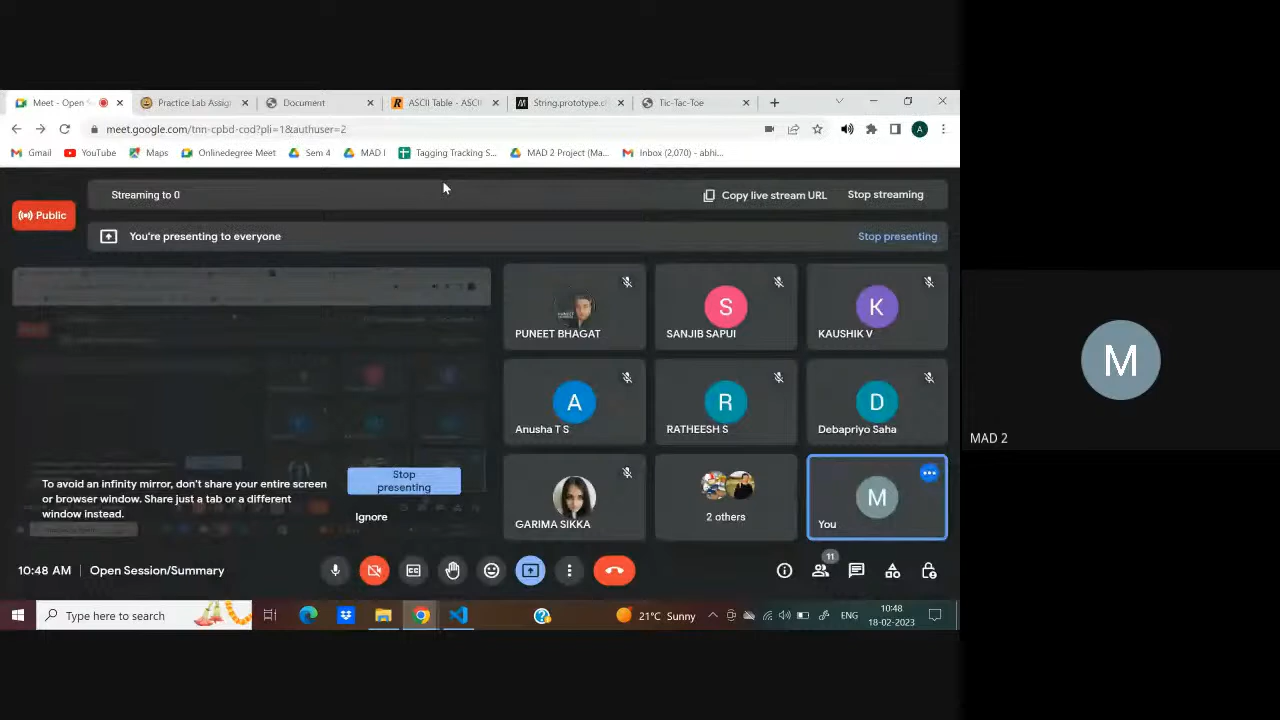 Meet - Open S
Practice Lab Assig
Document
ASCII Table - ASCII
String.prototype.c
Tic-Tac-Toe
meet.google.com/tnn-cpbd-cod?pli=1&authuser=2
A
Gmail
YouTube
Maps
Onlinedegree Meet
Sem 4
MAD I
Tagging Tracking S...
MAD 2 Project (Ma...
Inbox (2,070) - abhi...
Streaming to 0
Copy live stream URL
Stop streaming
Public
You're presenting to everyone
Stop presenting
PUNEET BHAGAT
S
SANJIB SAPUI
K
KAUSHIK V
A
Anusha T S
R
RATHEESH S
D
Debapriyo Saha
To avoid an infinity mirror, don't share your entire screen
or browser window. Share just a tab or a different
window instead.
Stop
presenting
Ignore
GARIMA SIKKA
2 others
M
You
M
MAD 2
10:48 AM
Open Session/Summary
11
Type here to search
21°C Sunny
ENG
10:48
18-02-2023